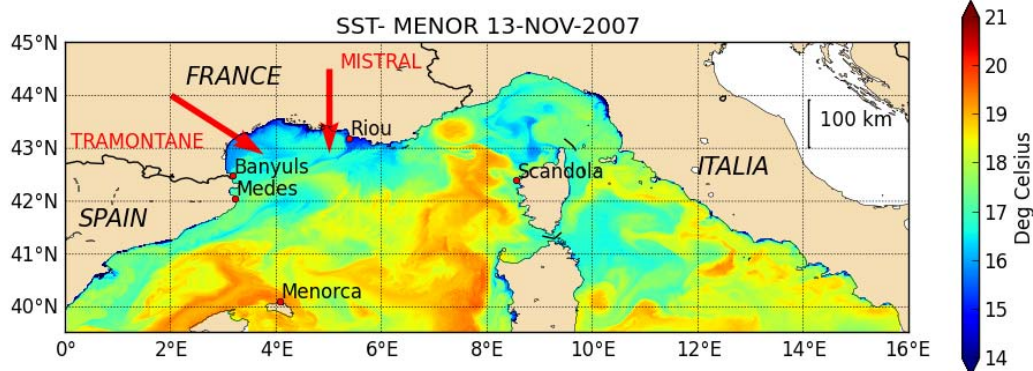 SST- MENOR 13-NOV-2007
45°N
44°N
43°N
42°N
41°N
40°N
0°
2°E
4°E
6°E
8°E
10°E
12°E
14°E
16°E
FRANCE
MISTRAL
TRAMONTANE
Riou
Banyuls
Medes
SPAIN
Menorca
Scandola
ITALIA
100 km
21
20
19
18
17
16
15
14
Deg Celsius